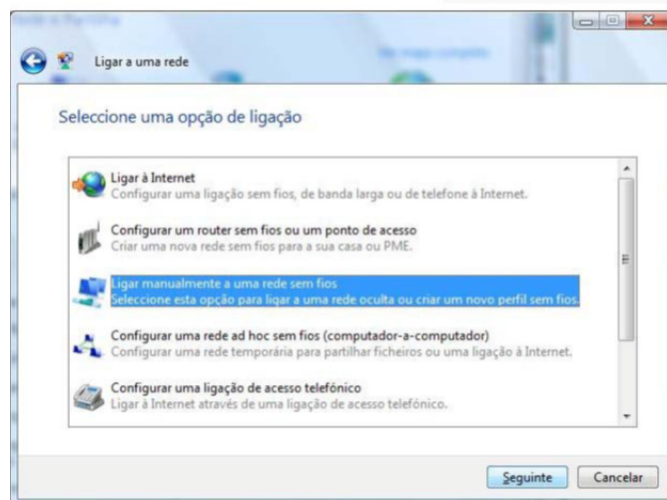 Ligar a uma rede
Seleccione uma opção de ligação
Ligar à Internet
Configurar uma ligação sem fios, de banda larga ou de telefone à Internet.
Configurar um router sem fios ou um ponto de acesso
Criar uma nova rede sem fios para a sua casa ou PME.
Ligar manualmente a uma rede sem fios
Seleccione esta opção para ligar a uma rede oculta ou criar um novo perfil sem fios.
Configurar uma rede ad hoc sem fios (computador-a-computador)
Configurar uma rede temporária para partilhar ficheiros ou uma ligação à Internet.
Configurar uma ligação de acesso telefónico
Ligar à Internet através de uma ligação de acesso telefónico.
Seguinte Cancelar